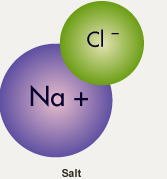 Cl −
Na +
Salt